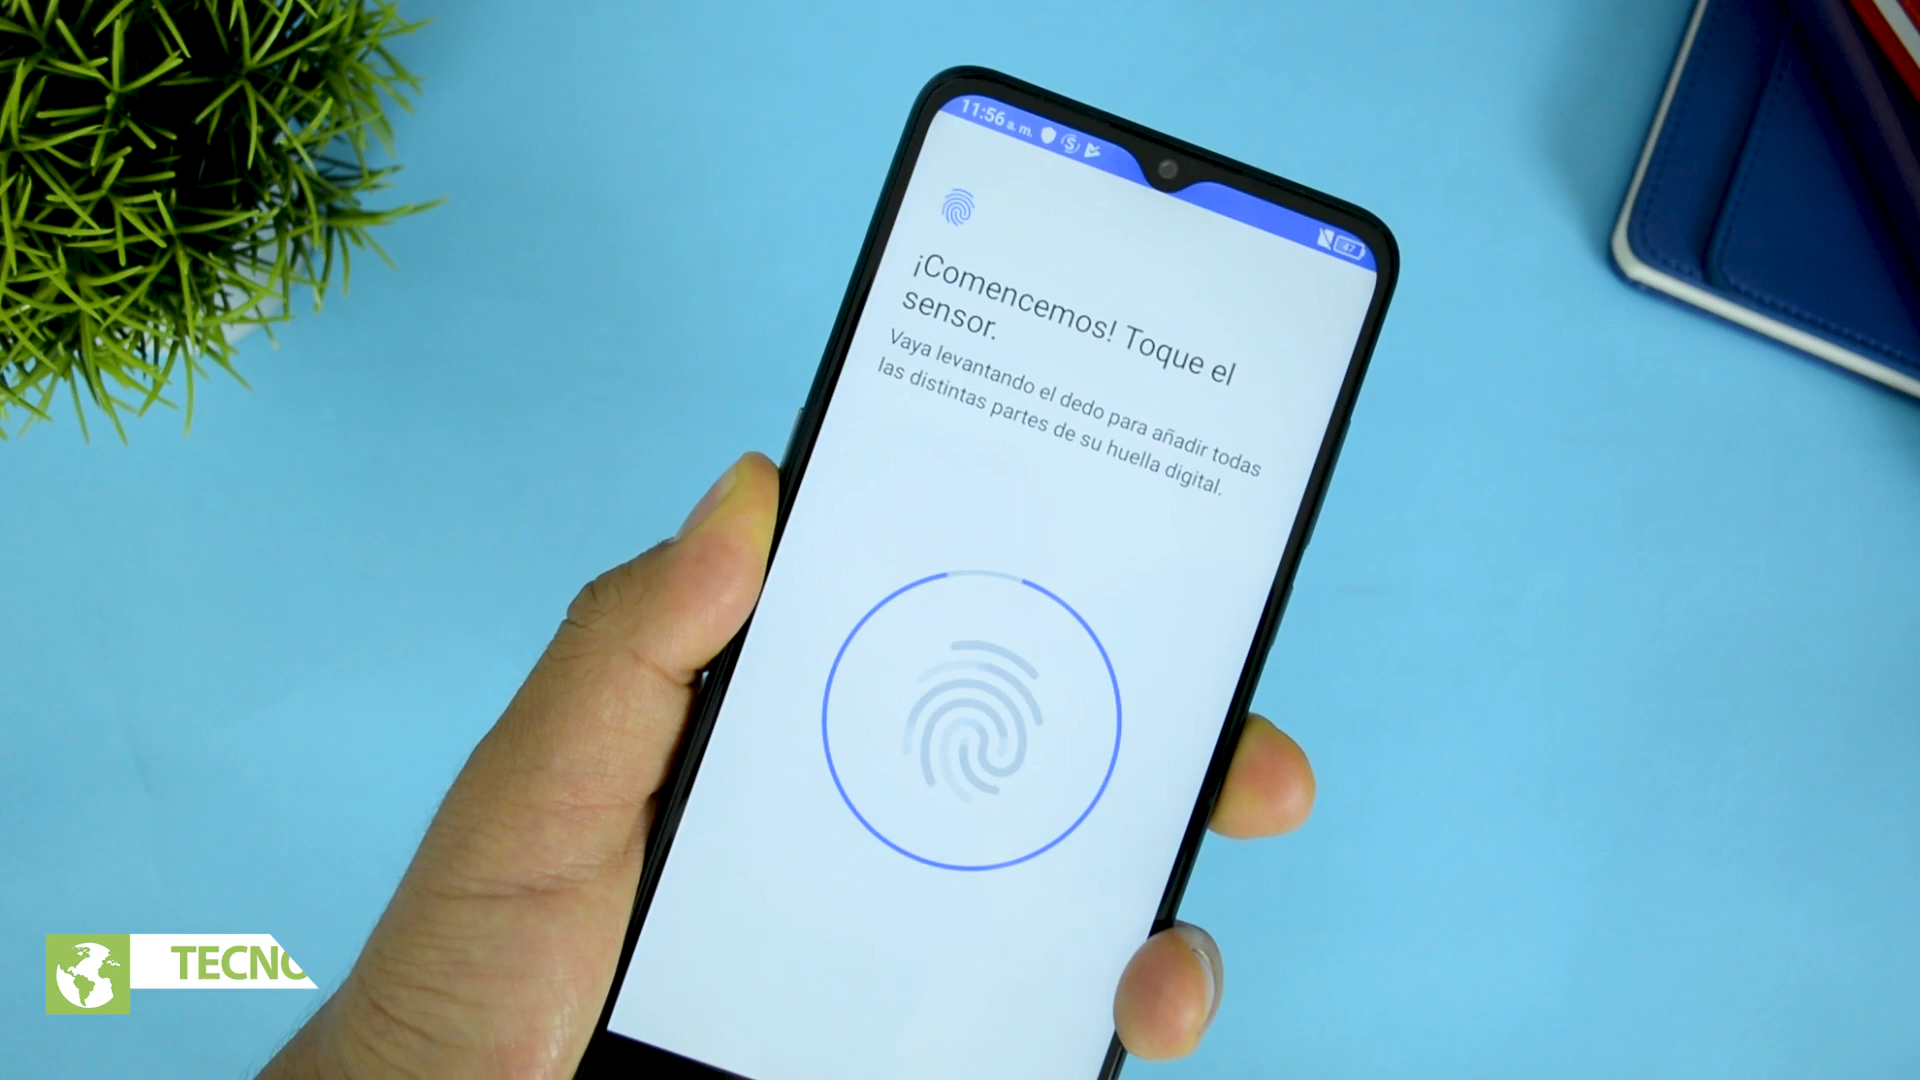 11:56 a. m.
47
¡Comencemos! Toque el
sensor.
Vaya levantando el dedo para añadir todas
las distintas partes de su huella digital.
TECNO